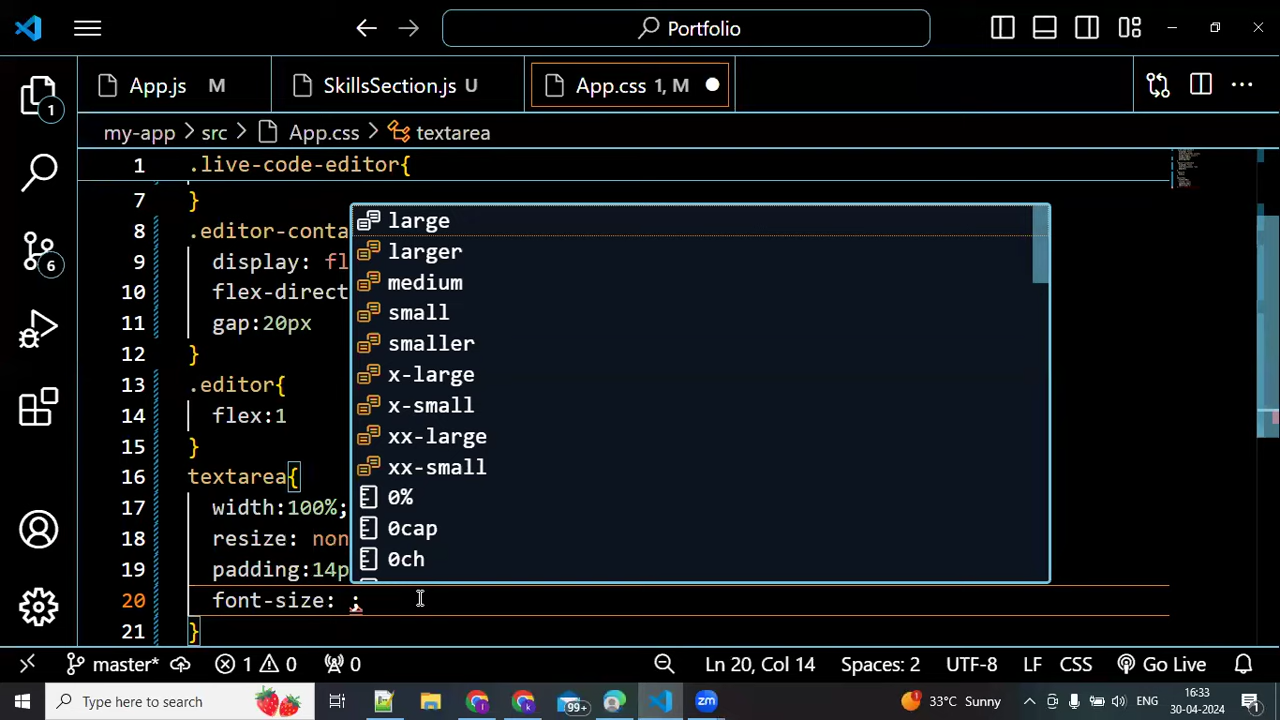 Portfolio
App.js M
SkillsSection.js U
App.css 1, M
my-app > src > App.css > textarea
1 .live-code-editor{
7 }
8 .editor-conta
9 display: fl
10 flex-direct
11 gap:20px
12 }
13 .editor{
14 flex:1
15 }
16 textarea{
17 width:100%;
18 resize: non
19 padding:14p
20 font-size: ;
21 }
large
larger
medium
small
smaller
x-large
x-small
xx-large
xx-small
0%
0cap
0ch
1
6
master*
1 0
0
Ln 20, Col 14
Spaces: 2
UTF-8
LF
CSS
Go Live
Type here to search
99+
zm
33°C Sunny
ENG
16:33
30-04-2024
1